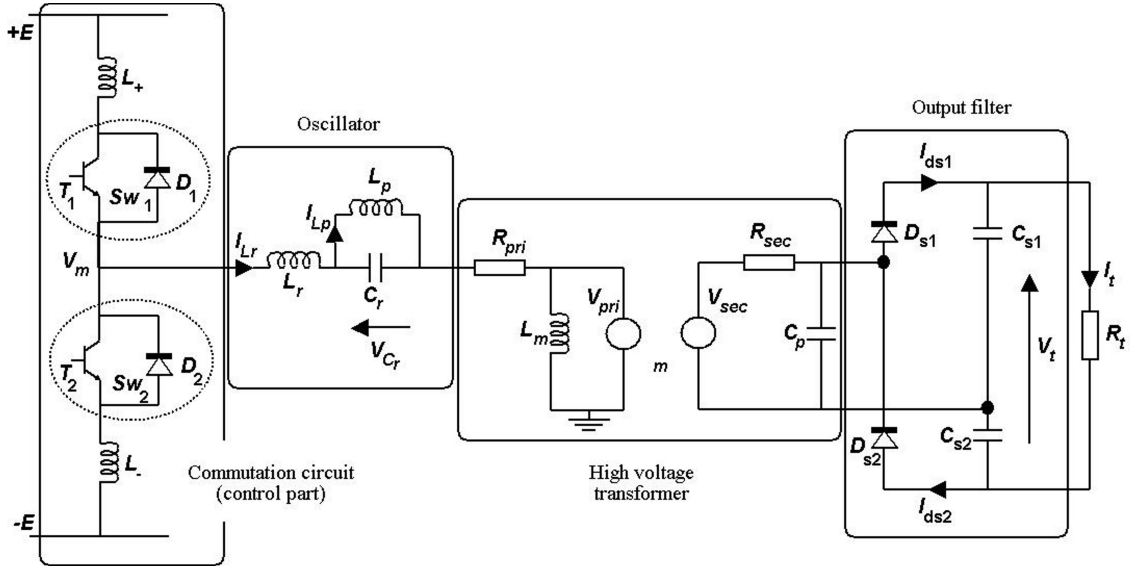 +E
L+
T1
Sw1
D1
Vm
T2
Sw2
D2
L-
-E
Commutation circuit
(control part)
Oscillator
Lp
ILp
ILr
Lr
Cr
VCr
Rpri
Lm
Vpri
m
Vsec
Rsec
Cp
High voltage
transformer
Output filter
Ids1
Ds1
Cs1
It
Rt
Vt
Ds2
Cs2
Ids2